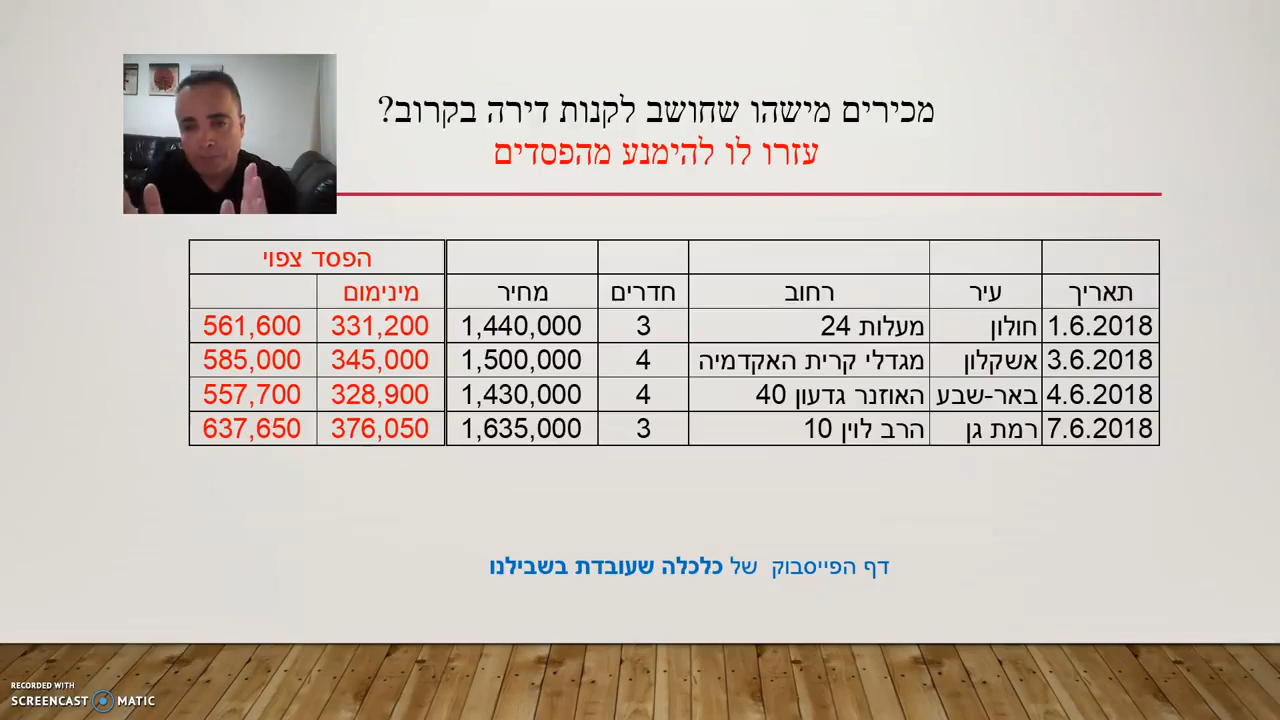 מכירים מישהו שחושב לקנות דירה בקרוב?
עזרו לו להימנע מהפסדים
הפסד צפוי
תאריך עיר רחוב חדרים מחיר מינימום
1.6.2018 חולון מעלות 24 3 1,440,000 331,200 561,600
3.6.2018 אשקלון מגדלי קרית האקדמיה 4 1,500,000 345,000 585,000
4.6.2018 באר-שבע האוזנר גדעון 40 4 1,430,000 328,900 557,700
7.6.2018 רמת גן הרב לוין 10 3 1,635,000 376,050 637,650
דף הפייסבוק של כלכלה שעובדת בשבילנו
RECORDED WITH
SCREENCAST MATIC